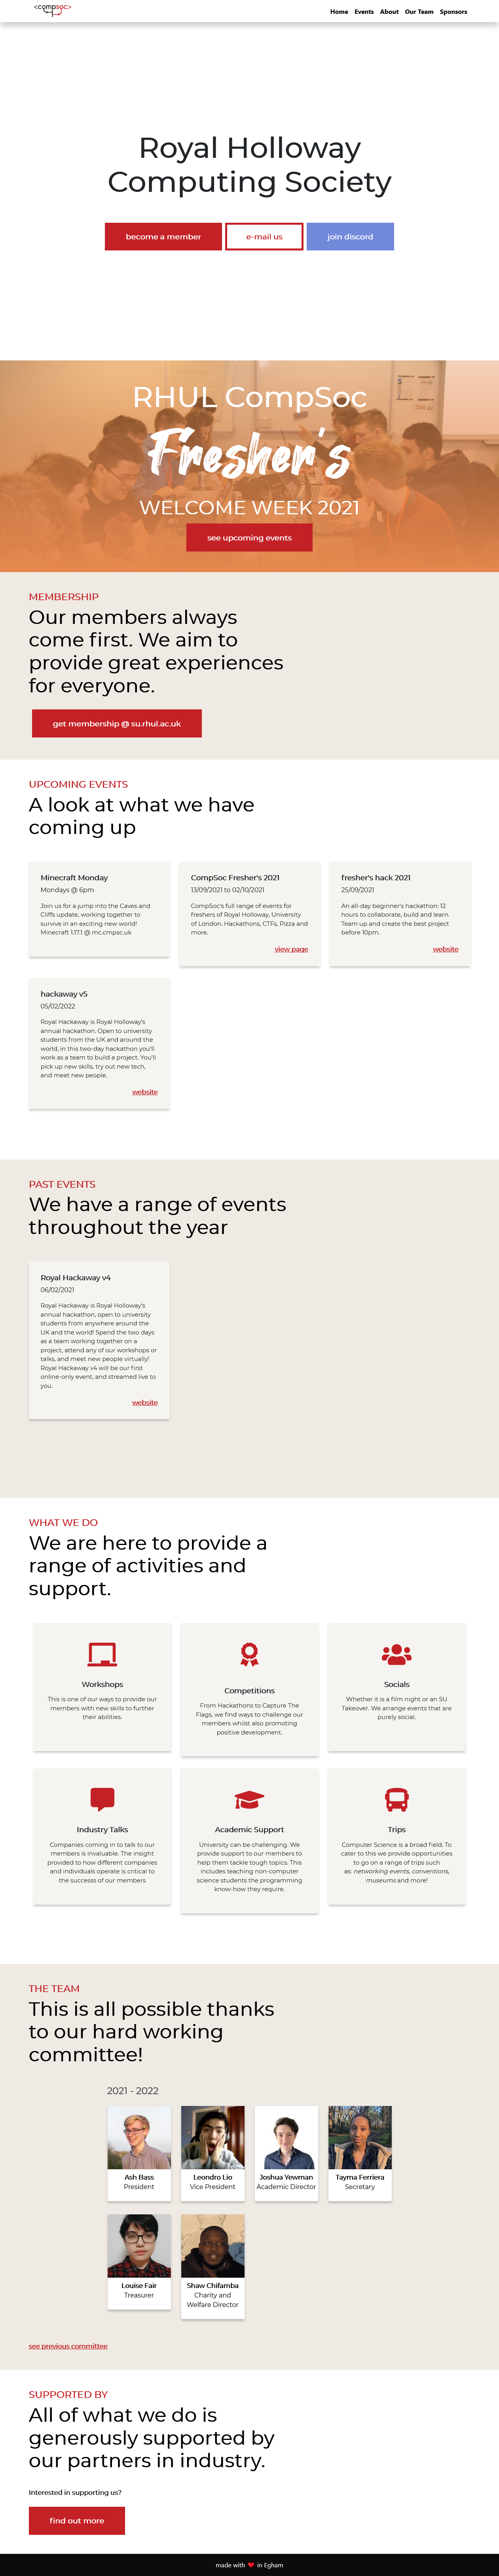 <compsoc>
Home Events About Our Team Sponsors
Royal Holloway
Computing Society
become a member
e-mail us
join discord
RHUL CompSoc
Fresher's
WELCOME WEEK 2021
see upcoming events
MEMBERSHIP
Our members always
come first. We aim to
provide great experiences
for everyone.
get membership @ su.rhul.ac.uk
UPCOMING EVENTS
A look at what we have
coming up
Minecraft Monday
Mondays @ 6pm
Join us for a jump into the Caves and
Cliffs update, working together to
survive in an exciting new world!
Minecraft 1.17.1 @ mc.cmpsc.uk
CompSoc Fresher's 2021
13/09/2021 to 02/10/2021
CompSoc's full range of events for
freshers of Royal Holloway, University
of London. Hackathons, CTFs, Pizza and
more.
view page
fresher's hack 2021
25/09/2021
An all-day beginner's hackathon: 12
hours to collaborate, build and learn.
Team up and create the best project
before 10pm.
website
hackaway v5
05/02/2022
Royal Hackaway is Royal Holloway's
annual hackathon. Open to university
students from the UK and around the
world, in this two-day hackathon you'll
work as a team to build a project. You'll
pick up new skills, try out new tech,
and meet new people.
website
PAST EVENTS
We have a range of events
throughout the year
Royal Hackaway v4
06/02/2021
Royal Hackaway is Royal Holloway's
annual hackathon, open to university
students from anywhere around the
UK and the world! Spend the two days
as a team working together on a
project, attend any of our workshops or
talks, and meet new people virtually!
Royal Hackaway v4 will be our first
online-only event, and streamed live to
you.
website
WHAT WE DO
We are here to provide a
range of activities and
support.
Workshops
This is one of our ways to provide our
members with new skills to further
their abilities.
Competitions
From Hackathons to Capture The
Flags, we find ways to challenge our
members whilst also promoting
positive development.
Socials
Whether it is a film night or an SU
Takeover. We arrange events that are
purely social.
Industry Talks
Companies coming in to talk to our
members is invaluable. The insight
provided to how different companies
and individuals operate is critical to
the successs of our members
Academic Support
University can be challenging. We
provide support to our members to
help them tackle tough topics. This
includes teaching non-computer
science students the programming
know-how they require.
Trips
Computer Science is a broad field. To
cater to this we provide opportunities
to go on a range of trips such
as: networking events, conventions,
museums and more!
THE TEAM
This is all possible thanks
to our hard working
committee!
2021 - 2022
Ash Bass
President
Leondro Lio
Vice President
Joshua Yewman
Academic Director
Tayma Ferriera
Secretary
Louise Fair
Treasurer
Shaw Chifamba
Charity and
Welfare Director
see previous committee
SUPPORTED BY
All of what we do is
generously supported by
our partners in industry.
Interested in supporting us?
find out more
made with ❤️ in Egham